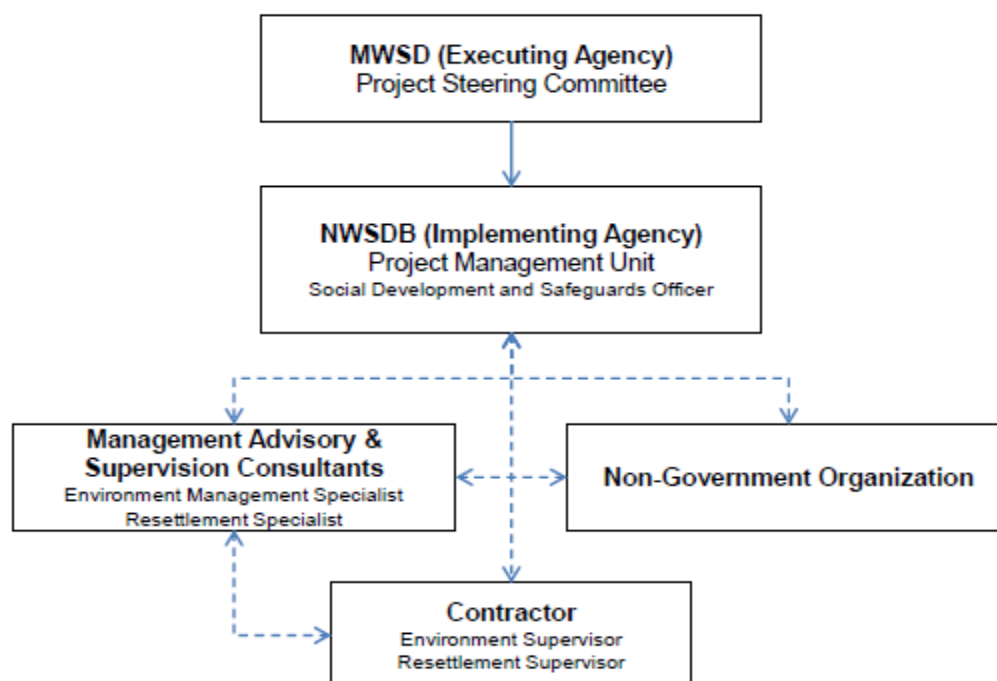 MWSD (Executing Agency)
Project Steering Committee
NWSDB (Implementing Agency)
Project Management Unit
Social Development and Safeguards Officer
Management Advisory &
Supervision Consultants
Environment Management Specialist
Resettlement Specialist
Non-Government Organization
Contractor
Environment Supervisor
Resettlement Supervisor